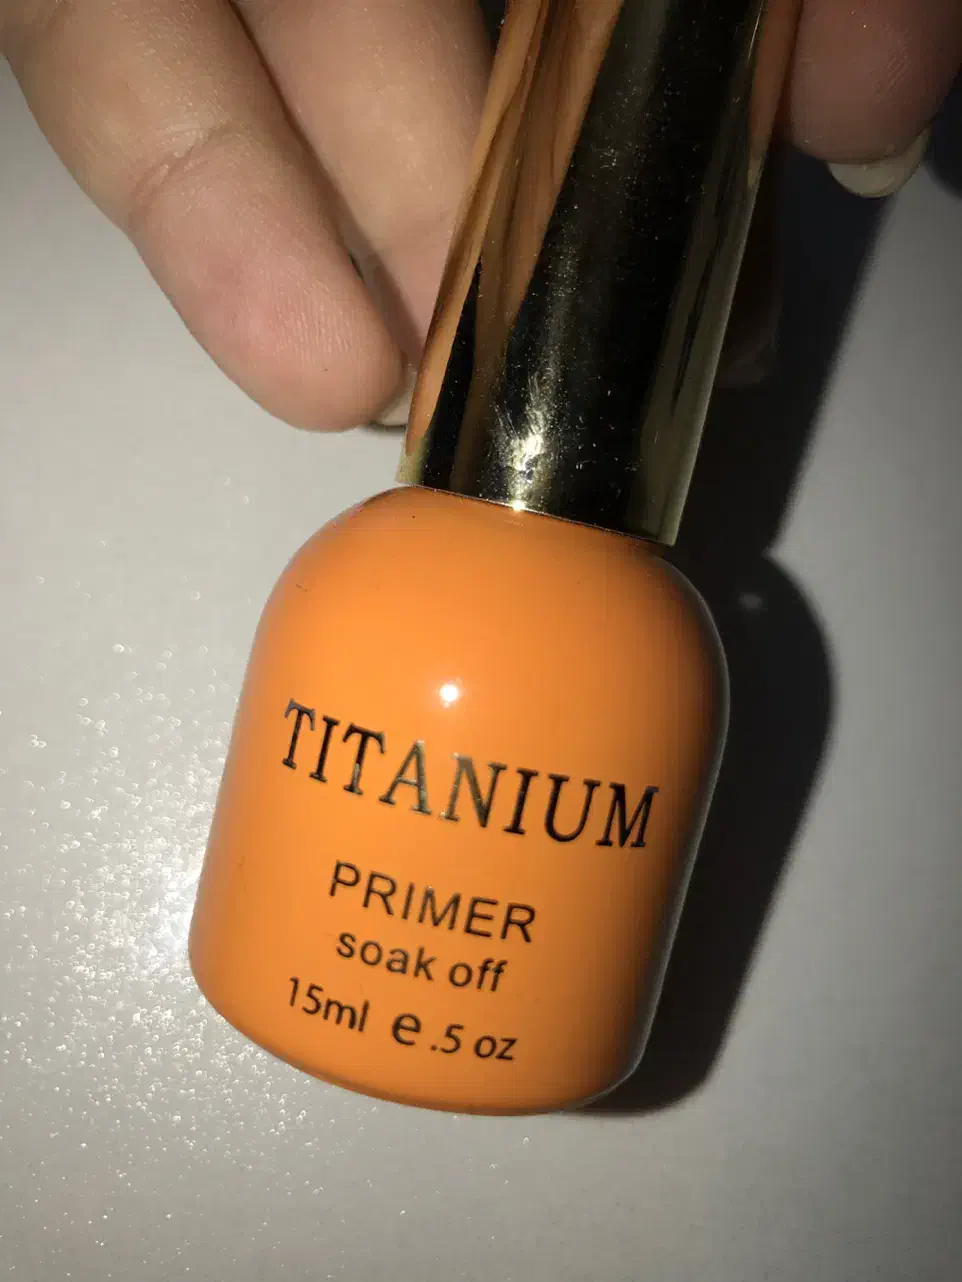 TITANIUM
PRIMER
soak off
15ml e .5 oz